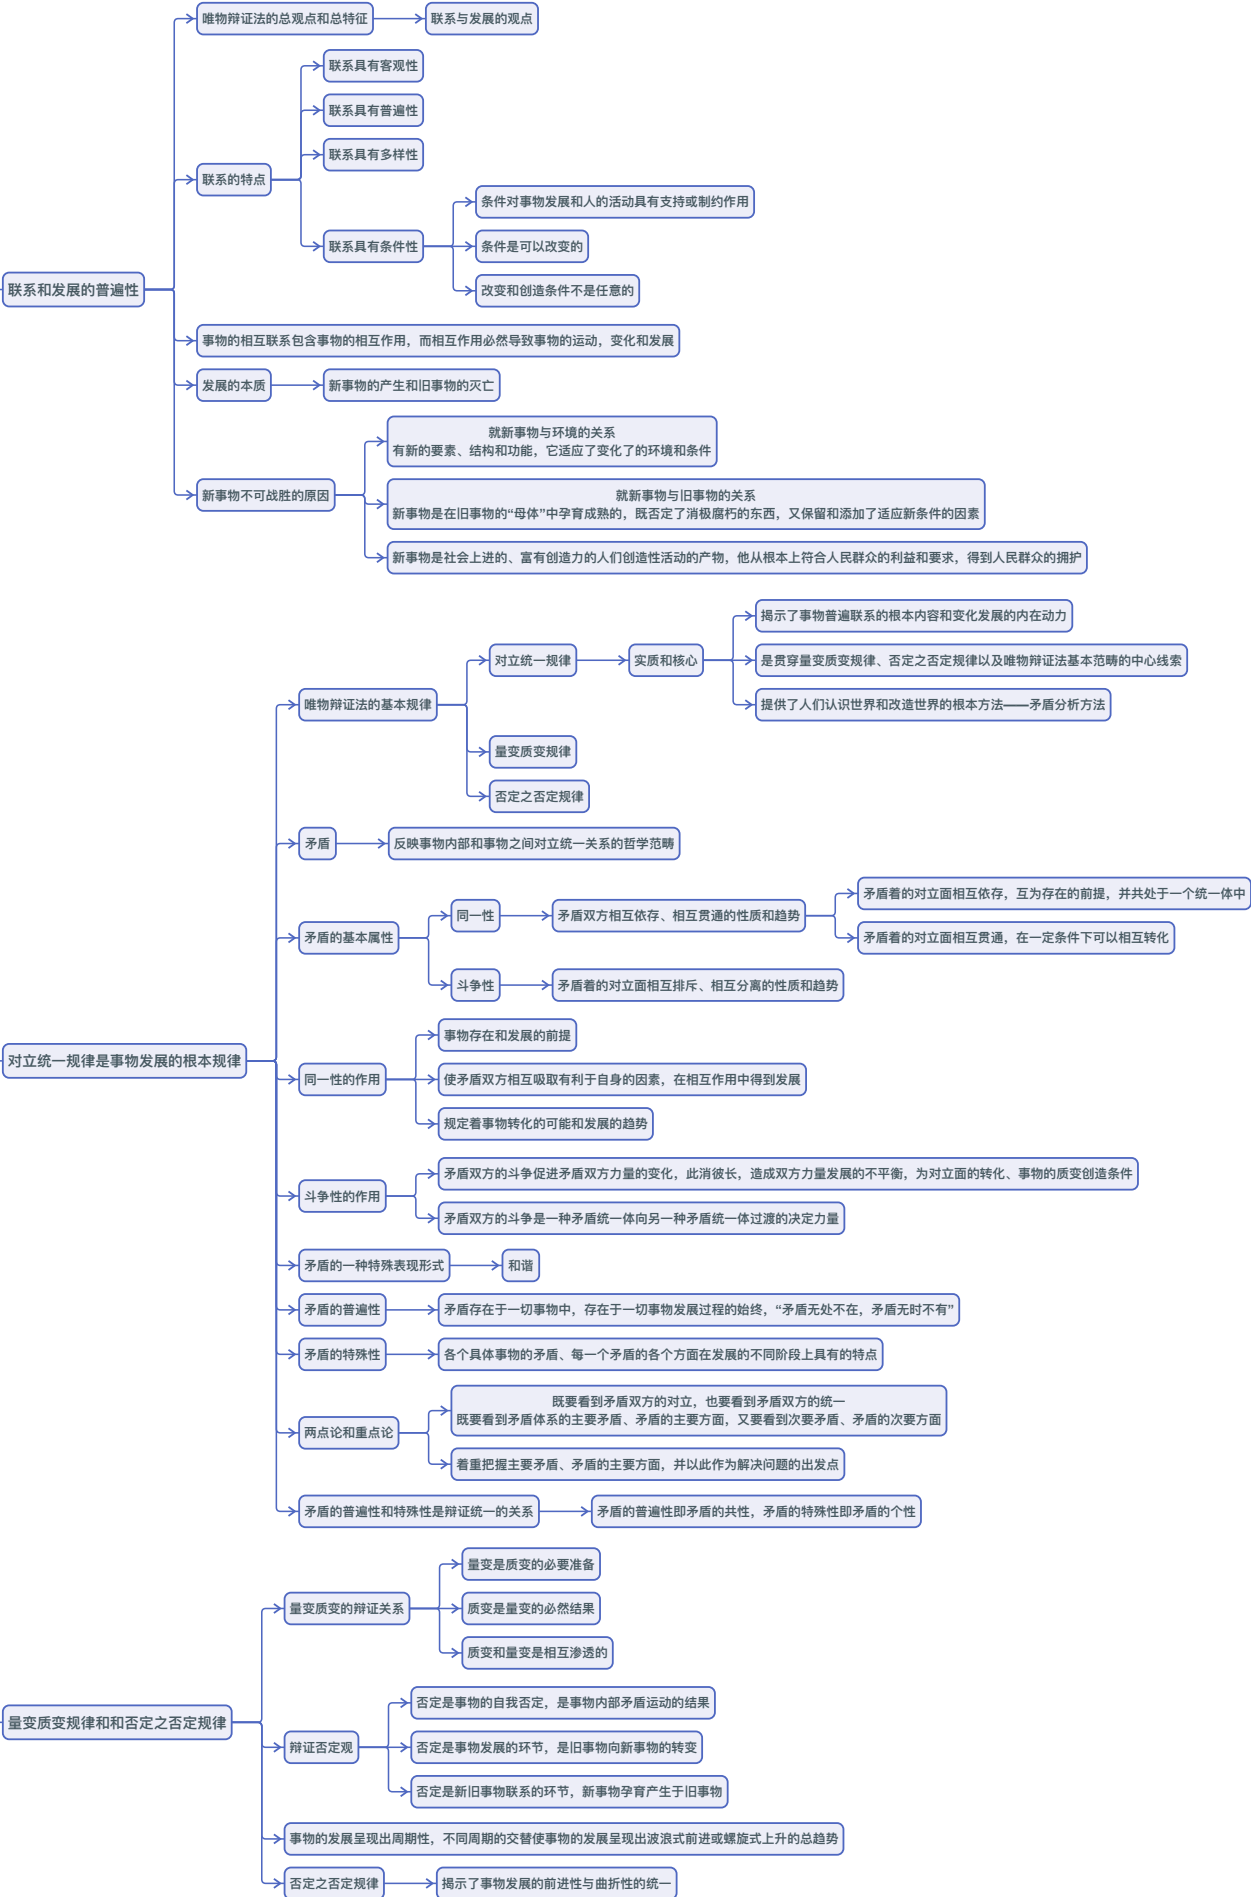 联系和发展的普遍性
唯物辩证法的总观点和总特征
联系与发展的观点
联系的特点
联系具有客观性
联系具有普遍性
联系具有多样性
联系具有条件性
条件对事物发展和人的活动具有支持或制约作用
条件是可以改变的
改变和创造条件不是任意的
事物的相互联系包含事物的相互作用，而相互作用必然导致事物的运动，变化和发展
发展的本质
新事物的产生和旧事物的灭亡
新事物不可战胜的原因
就新事物与环境的关系
有新的要素、结构和功能，它适应了变化了的环境和条件
就新事物与旧事物的关系
新事物是在旧事物的“母体”中孕育成熟的，既否定了消极腐朽的东西，又保留和添加了适应新条件的因素
新事物是社会上进的、富有创造力的人们创造性活动的产物，他从根本上符合人民群众的利益和要求，得到人民群众的拥护
对立统一规律是事物发展的根本规律
唯物辩证法的基本规律
对立统一规律
实质和核心
揭示了事物普遍联系的根本内容和变化发展的内在动力
是贯穿量变质变规律、否定之否定规律以及唯物辩证法基本范畴的中心线索
提供了人们认识世界和改造世界的根本方法——矛盾分析方法
量变质变规律
否定之否定规律
矛盾
反映事物内部和事物之间对立统一关系的哲学范畴
矛盾的基本属性
同一性
矛盾双方相互依存、相互贯通的性质和趋势
矛盾着的对立面相互依存，互为存在的前提，并共处于一个统一体中
矛盾着的对立面相互贯通，在一定条件下可以相互转化
斗争性
矛盾着的对立面相互排斥、相互分离的性质和趋势
同一性的作用
事物存在和发展的前提
使矛盾双方相互吸取有利于自身的因素，在相互作用中得到发展
规定着事物转化的可能和发展的趋势
斗争性的作用
矛盾双方的斗争促进矛盾双方力量的变化，此消彼长，造成双方力量发展的不平衡，为对立面的转化、事物的质变创造条件
矛盾双方的斗争是一种矛盾统一体向另一种矛盾统一体过渡的决定力量
矛盾的一种特殊表现形式
和谐
矛盾的普遍性
矛盾存在于一切事物中，存在于一切事物发展过程的始终，“矛盾无处不在，矛盾无时不有”
矛盾的特殊性
各个具体事物的矛盾、每一个矛盾的各个方面在发展的不同阶段上具有的特点
两点论和重点论
既要看到矛盾双方的对立，也要看到矛盾双方的统一
既要看到矛盾体系的主要矛盾、矛盾的主要方面，又要看到次要矛盾、矛盾的次要方面
着重把握主要矛盾、矛盾的主要方面，并以此作为解决问题的出发点
矛盾的普遍性和特殊性是辩证统一的关系
矛盾的普遍性即矛盾的共性，矛盾的特殊性即矛盾的个性
量变质变规律和和否定之否定规律
量变质变的辩证关系
量变是质变的必要准备
质变是量变的必然结果
质变和量变是相互渗透的
辩证否定观
否定是事物的自我否定，是事物内部矛盾运动的结果
否定是事物发展的环节，是旧事物向新事物的转变
否定是新旧事物联系的环节，新事物孕育产生于旧事物
事物的发展呈现出周期性，不同周期的交替使事物的发展呈现出波浪式前进或螺旋式上升的总趋势
否定之否定规律
揭示了事物发展的前进性与曲折性的统一